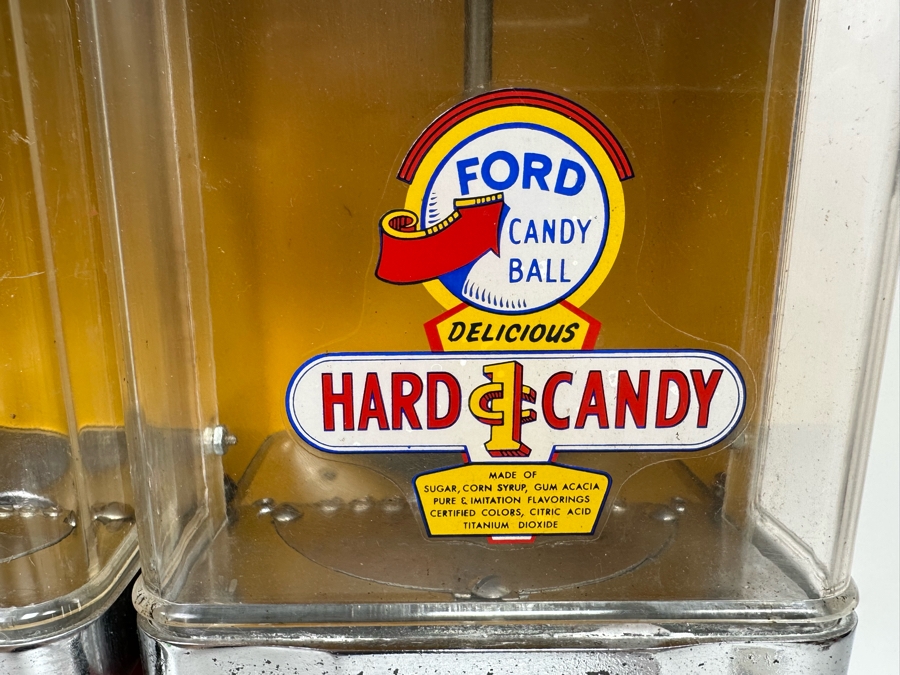 FORD
CANDY
BALL
DELICIOUS
HARD 1¢ CANDY
MADE OF
SUGAR, CORN SYRUP, GUM ACACIA
PURE & IMITATION FLAVORINGS
CERTIFIED COLORS, CITRIC ACID
TITANIUM DIOXIDE